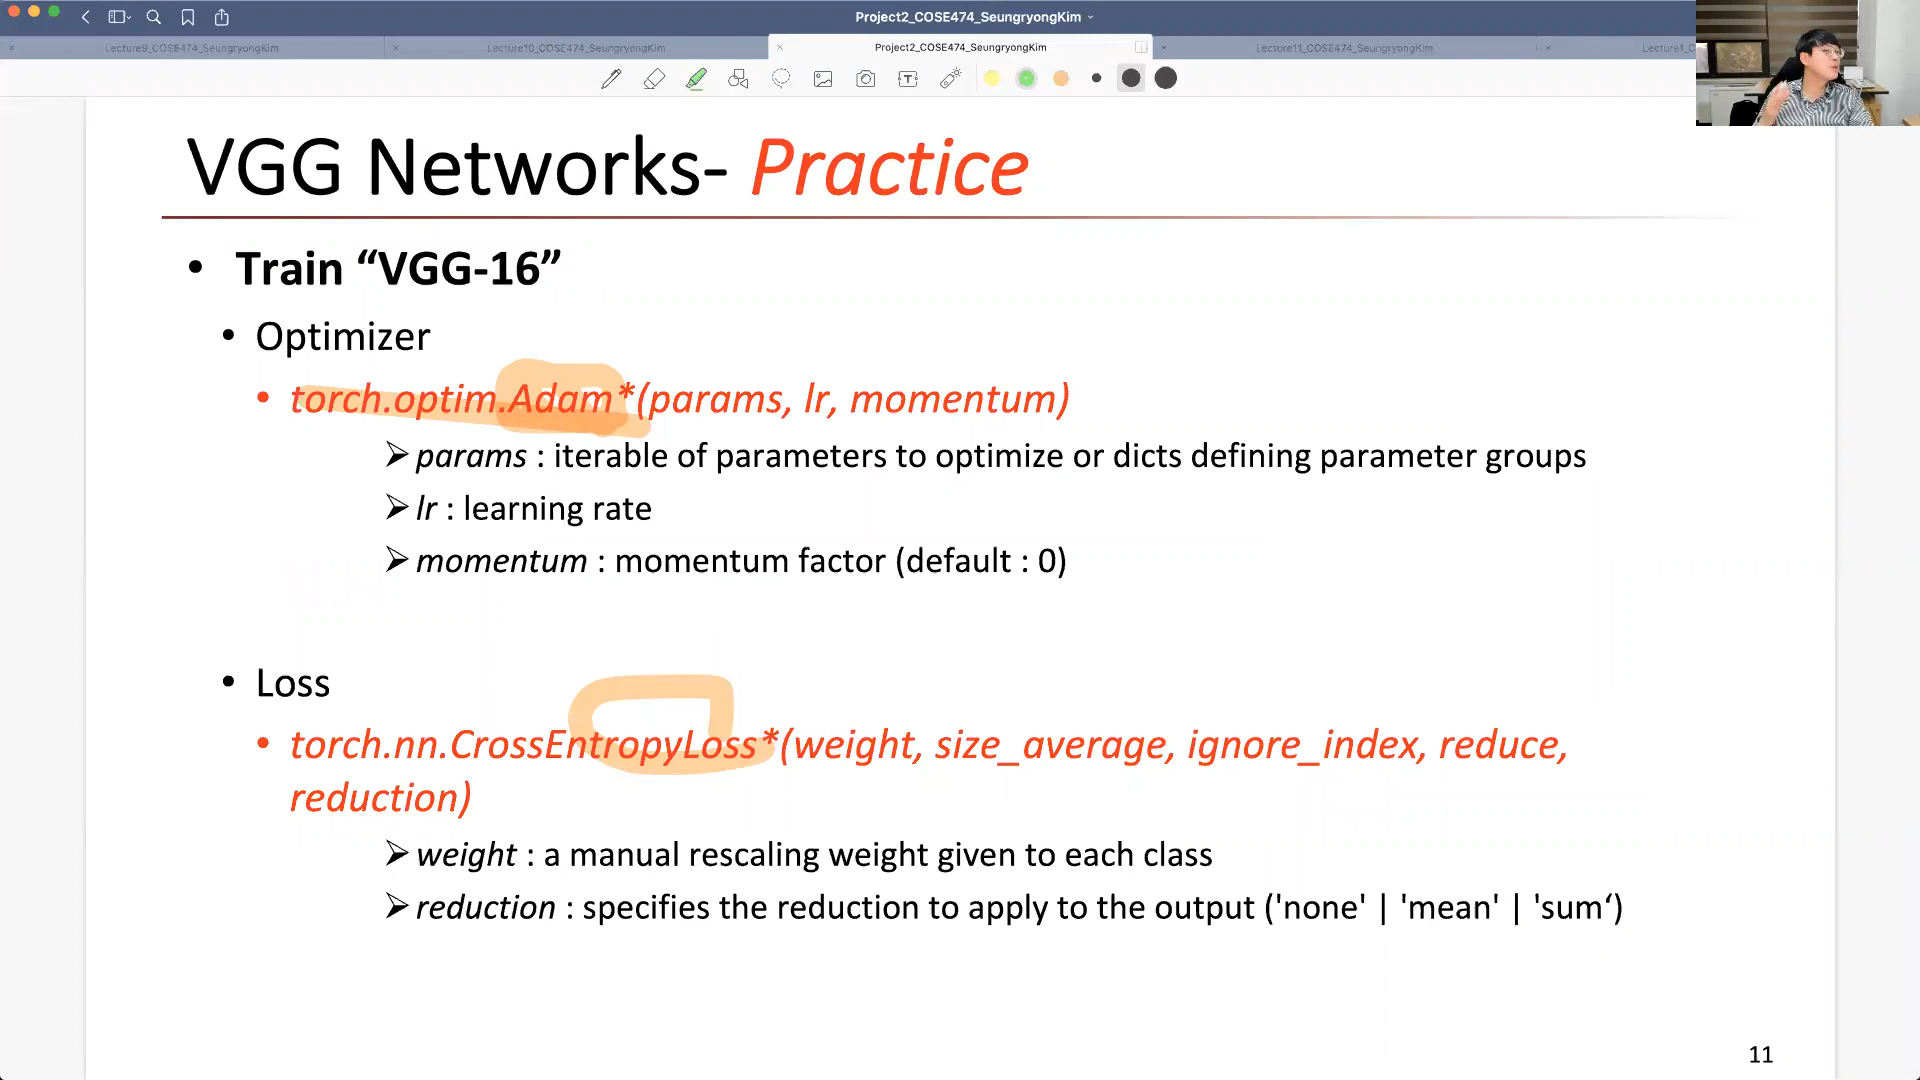 Project2_COSE474_SeungryongKim
Lecture9_COSE474_SeungryongKim
Lecture10_COSE474_SeungryongKim
Project2_COSE474_SeungryongKim
Lecture11_COSE474_SeungryongKim
Lecture1_C
VGG Networks- Practice
• Train “VGG-16”
• Optimizer
• torch.optim.Adam*(params, lr, momentum)
➢ params : iterable of parameters to optimize or dicts defining parameter groups
➢ lr : learning rate
➢ momentum : momentum factor (default : 0)
• Loss
• torch.nn.CrossEntropyLoss*(weight, size_average, ignore_index, reduce,
reduction)
➢ weight : a manual rescaling weight given to each class
➢ reduction : specifies the reduction to apply to the output ('none' | 'mean' | 'sum‘)
11